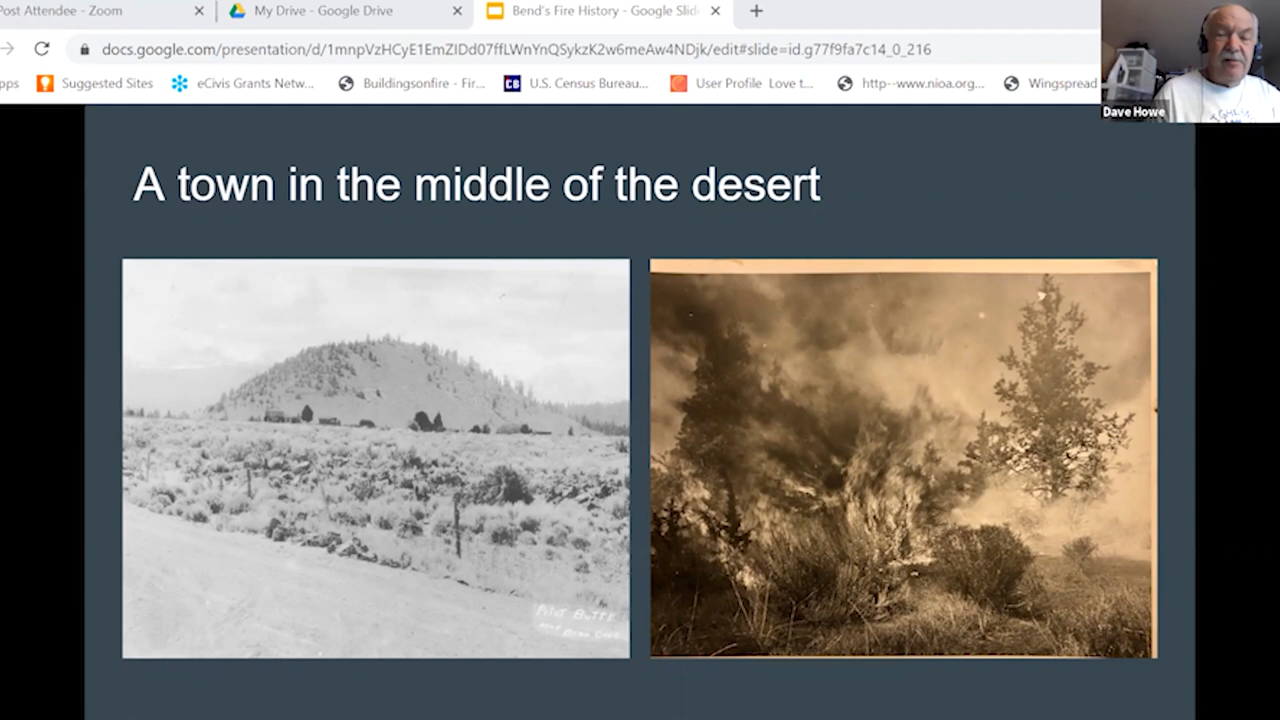 Post Attendee - Zoom
My Drive - Google Drive
Bend's Fire History - Google Slid
docs.google.com/presentation/d/1mnpVzHCyE1EmZIDd07ffLWnYnQSykzK2w6meAw4NDjk/edit#slide=id.g77f9fa7c14_0_216
pps
Suggested Sites
eCivis Grants Netw...
Buildingsonfire - Fir...
CB
U.S. Census Bureau...
User Profile Love t...
http--www.nioa.org...
Wingspread
Dave Howe
A town in the middle of the desert
PILOT BUTTE